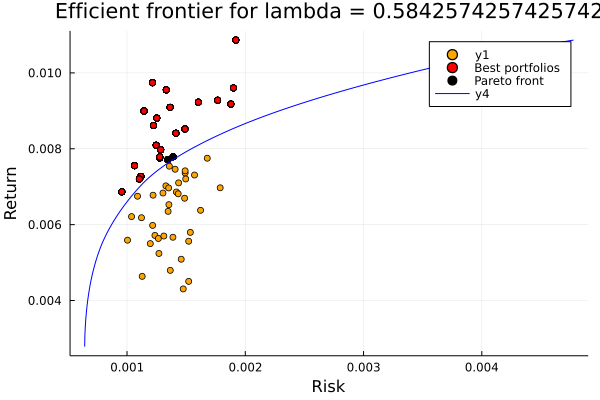 Efficient frontier for lambda = 0.5842574257425742
y1
Best portfolios
Pareto front
y4
0.010
0.008
0.006
0.004
Return
0.001
0.002
0.003
0.004
Risk